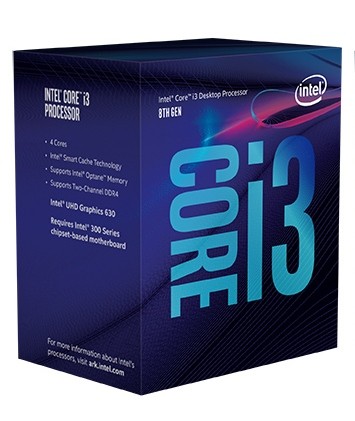 INTEL® CORE™ i3
PROCESSOR
• 4 Cores
• Intel® Smart Cache Technology
• Supports Intel® Optane™ Memory
• Supports Two-Channel DDR4
Intel® UHD Graphics 630
Requires Intel® 300 Series
chipset-based motherboard
For more information about Intel's
processors, visit ark.intel.com
Intel® Core™ i3 Desktop Processor
8TH GEN
intel
CORE i3